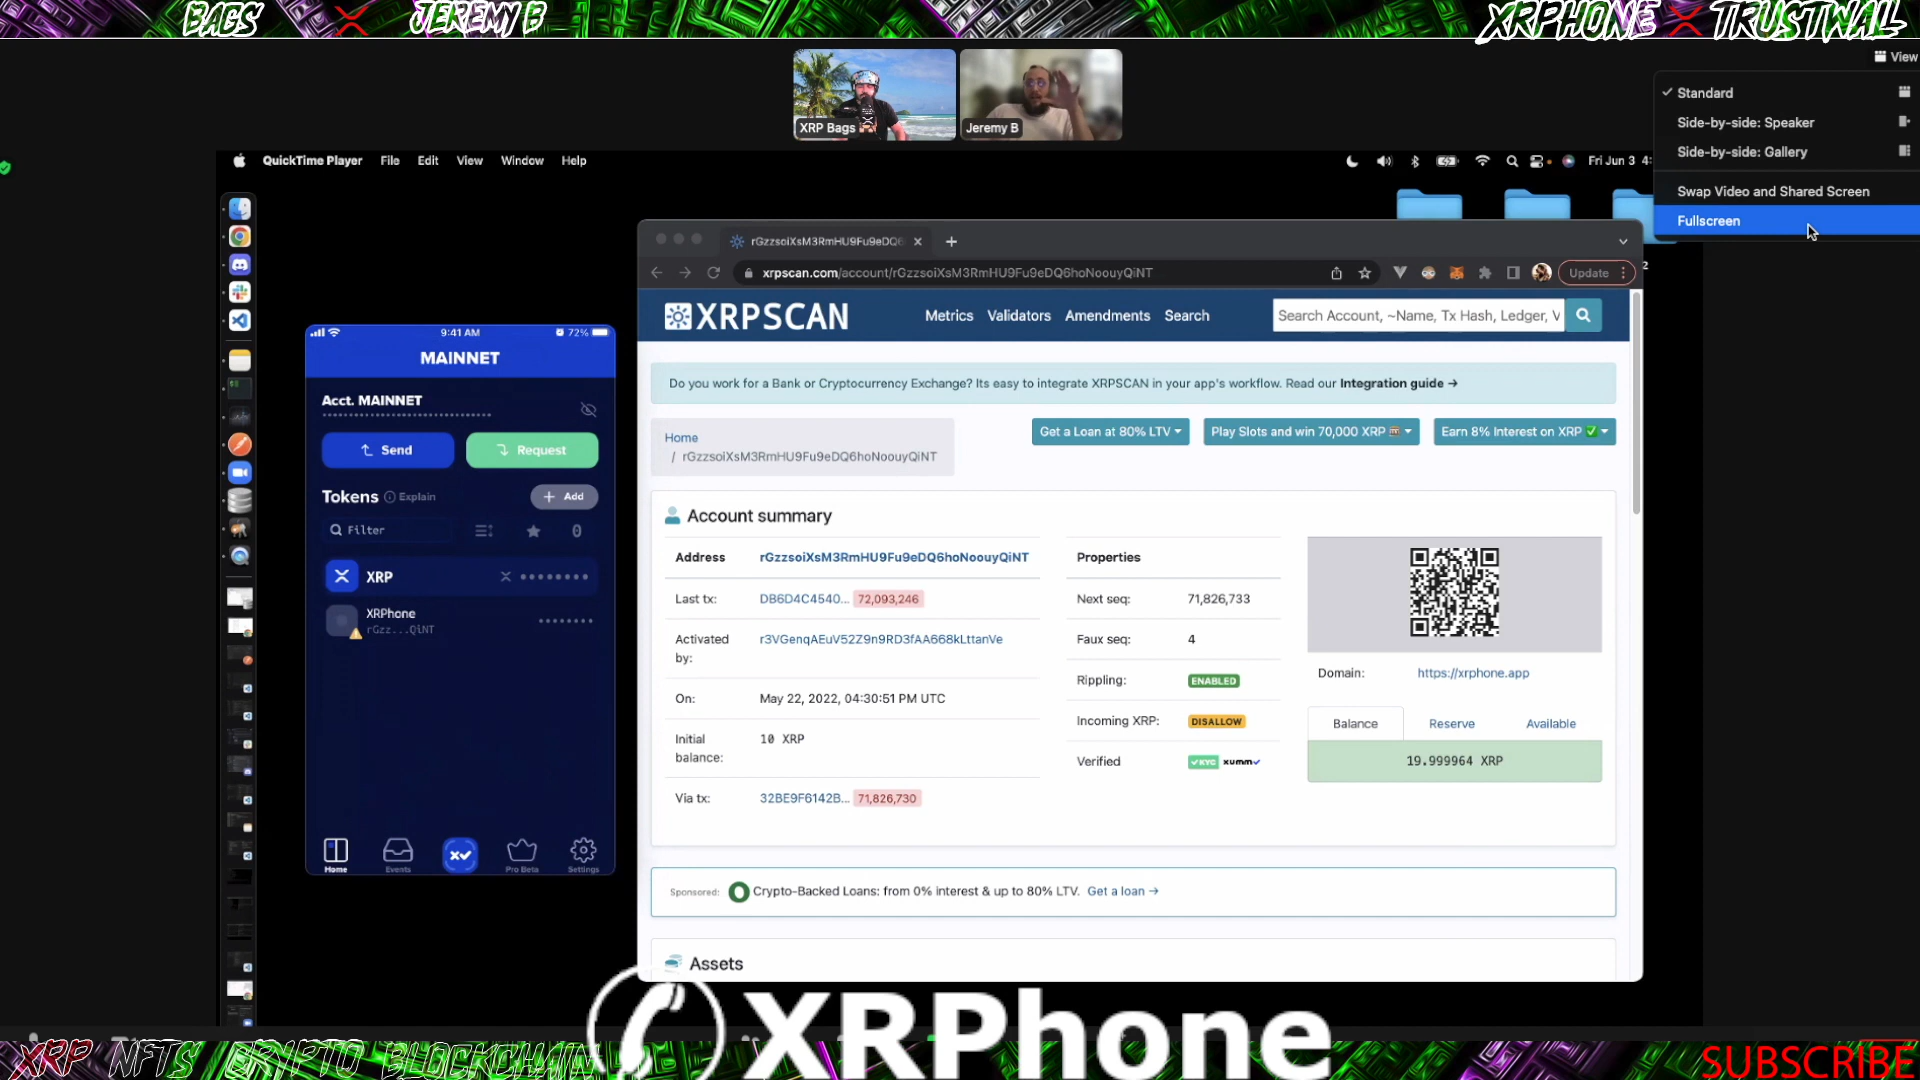 BAGS X JEREMY B
XRPHONE X TRUSTWAL
View
XRP Bags
Jeremy B
Standard
Side-by-side: Speaker
Side-by-side: Gallery
Swap Video and Shared Screen
Fullscreen
QuickTime Player File Edit View Window Help
Fri Jun 3 4:
rGzzsoiXsM3RmHU9Fu9eDQ6
xrpscan.com/account/rGzzsoiXsM3RmHU9Fu9eDQ6hoNoouyQiNT
Update
XRPSCAN
Metrics Validators Amendments Search
Search Account, ~Name, Tx Hash, Ledger, V
Do you work for a Bank or Cryptocurrency Exchange? Its easy to integrate XRPSCAN in your app's workflow. Read our Integration guide →
Home
/ rGzzsoiXsM3RmHU9Fu9eDQ6hoNoouyQiNT
Get a Loan at 80% LTV
Play Slots and win 70,000 XRP 🎰
Earn 8% Interest on XRP ✅
Account summary
Address rGzzsoiXsM3RmHU9Fu9eDQ6hoNoouyQiNT
Last tx: DB6D4C4540... 72,093,246
Activated by: r3VGenqAEuV52Z9n9RD3fAA668kLttanVe
On: May 22, 2022, 04:30:51 PM UTC
Initial balance: 10 XRP
Via tx: 32BE9F6142B... 71,826,730
Properties
Next seq: 71,826,733
Faux seq: 4
Rippling: ENABLED
Incoming XRP: DISALLOW
Verified ✓KYC xumm✓
Domain: https://xrphone.app
Balance Reserve Available
19.999964 XRP
Sponsored: Crypto-Backed Loans: from 0% interest & up to 80% LTV. Get a loan →
Assets
9:41 AM 72%
MAINNET
Acct. MAINNET
Send
Request
Tokens Explain
Add
Filter
0
XRP
XRPhone
rGzz...QiNT
Home Events Pro Beta Settings
XRPhone
XRP NFTS CRYPTO BLOCKCHAIN
SUBSCRIBE